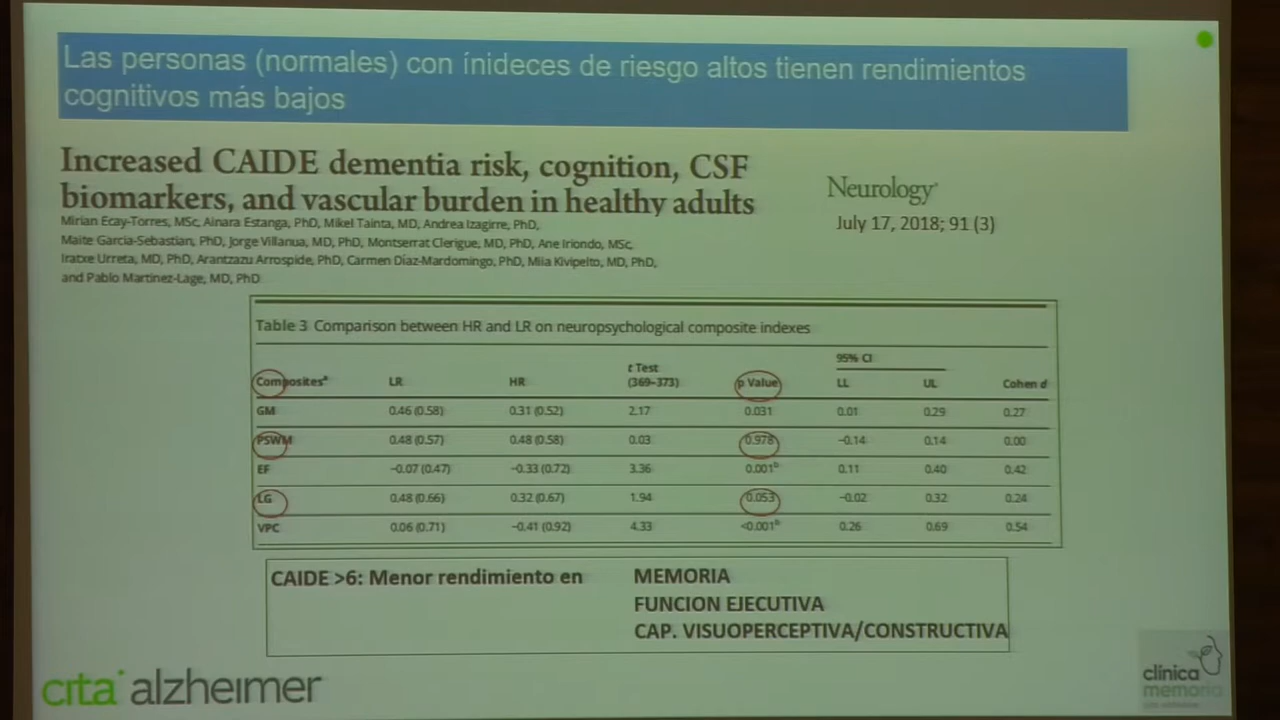 Las personas (normales) con ínideces de riesgo altos tienen rendimientos
cognitivos más bajos
Increased CAIDE dementia risk, cognition, CSF
biomarkers, and vascular burden in healthy adults
Neurology
July 17, 2018; 91 (3)
Mirian Ecay-Torres, MSc, Ainara Estanga, PhD, Mikel Tainta, MD, Andrea Izagirre, PhD,
Maite Garcia-Sebastian, PhD, Jorge Villanua, MD, PhD, Montserrat Clerigue, MD, PhD, Ane Iriondo, MSc,
Iratxe Urreta, MD, PhD, Arantzazu Arrospide, PhD, Carmen Díaz-Mardomingo, PhD, Miia Kivipelto, MD, PhD,
and Pablo Martinez-Lage, MD, PhD
Table 3 Comparison between HR and LR on neuropsychological composite indexes
95% CI
Compositesª LR HR t Test (369–373) p Value LL UL Cohen d
GM 0.46 (0.58) 0.31 (0.52) 2.17 0.031 0.01 0.29 0.27
PSWM 0.48 (0.57) 0.48 (0.58) 0.03 0.978 −0.14 0.14 0.00
EF −0.07 (0.47) −0.33 (0.72) 3.36 0.001ᵇ 0.11 0.40 0.42
LG 0.48 (0.66) 0.32 (0.67) 1.94 0.053 −0.02 0.32 0.24
VPC 0.06 (0.71) −0.41 (0.92) 4.33 <0.001ᵇ 0.26 0.69 0.54
CAIDE >6: Menor rendimiento en MEMORIA
FUNCION EJECUTIVA
CAP. VISUOPERCEPTIVA/CONSTRUCTIVA
cita alzheimer
clínica
memoria